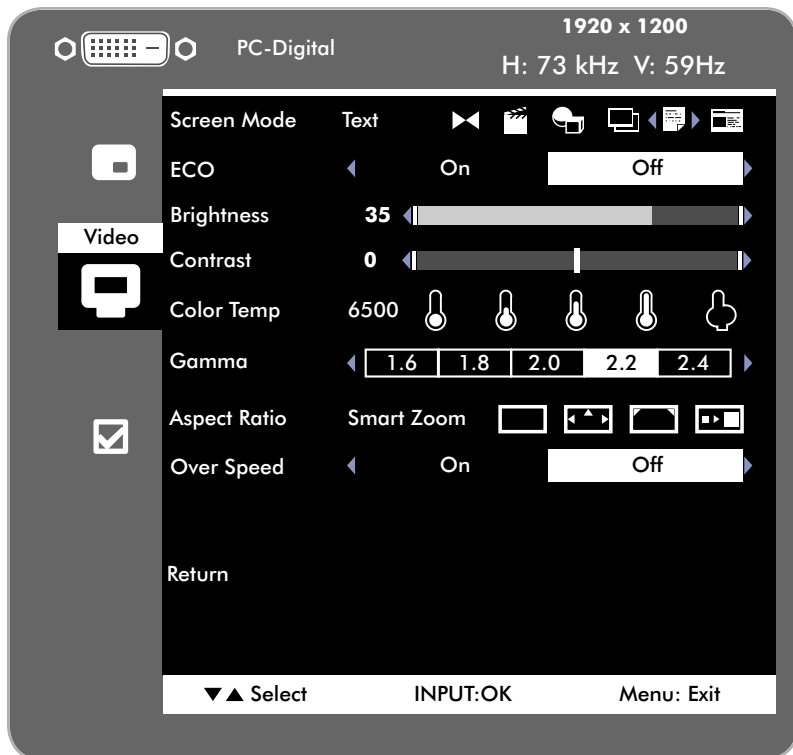 1920 x 1200
PC-Digital
H: 73 kHz V: 59Hz
Screen Mode Text
ECO On Off
Brightness 35
Video
Contrast 0
Color Temp 6500
Gamma 1.6 1.8 2.0 2.2 2.4
Aspect Ratio Smart Zoom
Over Speed On Off
Return
▼▲ Select INPUT:OK Menu: Exit